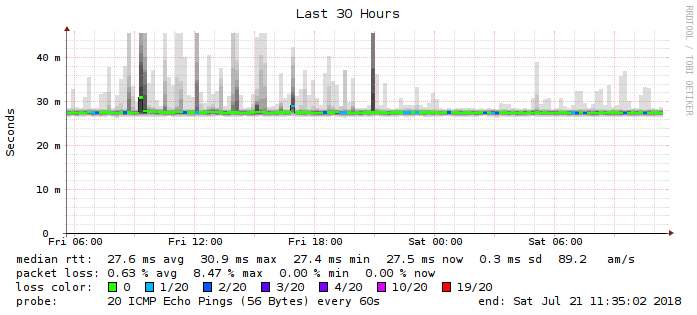 Last 30 Hours
RRDTOOL / TOBI OETIKER
Seconds
40 m
30 m
20 m
10 m
0
Fri 06:00 Fri 12:00 Fri 18:00 Sat 00:00 Sat 06:00
median rtt: 27.6 ms avg 30.9 ms max 27.4 ms min 27.5 ms now 0.3 ms sd 89.2 am/s
packet loss: 0.63 % avg 8.47 % max 0.00 % min 0.00 % now
loss color: 0 1/20 2/20 3/20 4/20 10/20 19/20
probe: 20 ICMP Echo Pings (56 Bytes) every 60s end: Sat Jul 21 11:35:02 2018